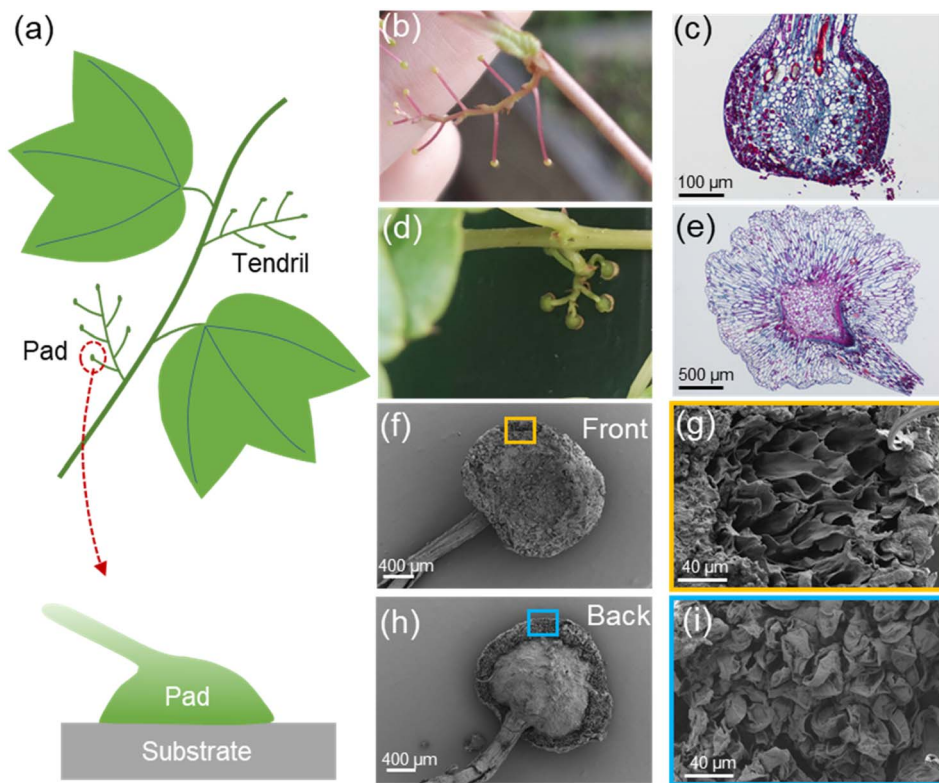 (a)
Tendril
Pad
Pad
Substrate
(b)
(c)
100 µm
(d)
(e)
500 µm
(f)
Front
400 µm
(g)
40 µm
(h)
Back
400 µm
(i)
40 µm